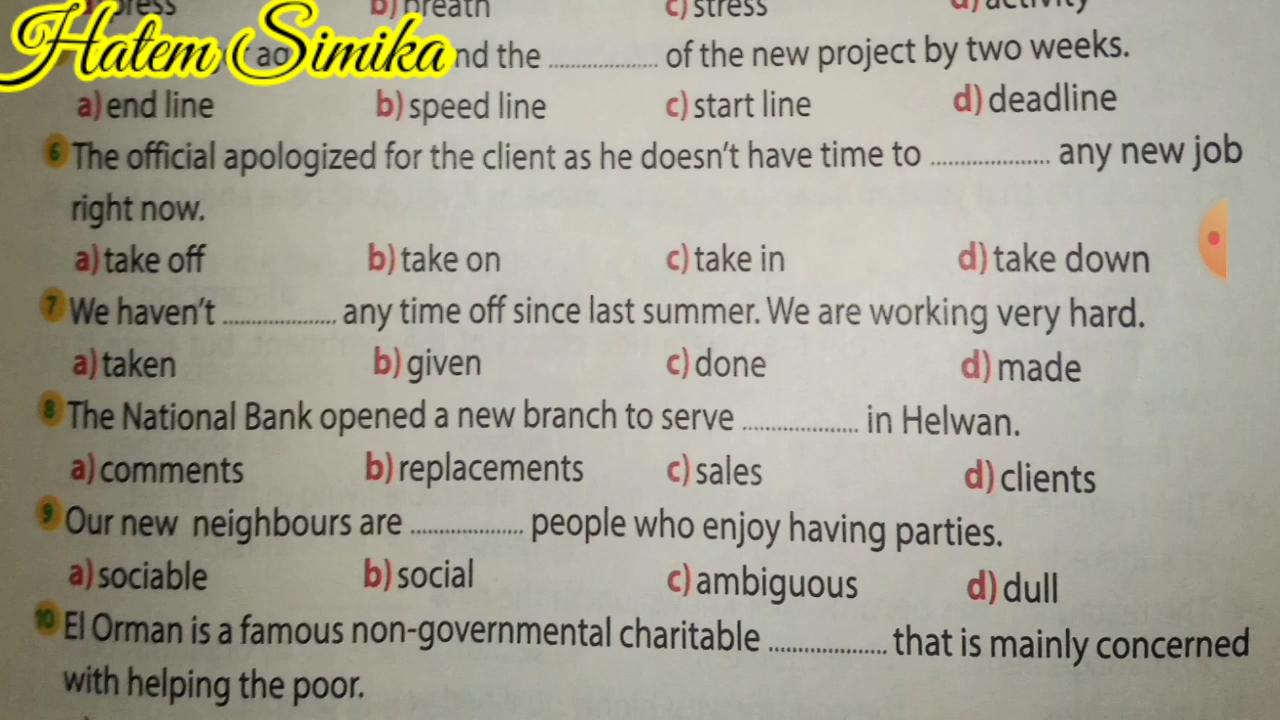 b) breath c) stress d) activity
Hatem Simika
nd the .................... of the new project by two weeks.
a) end line b) speed line c) start line d) deadline
6 The official apologized for the client as he doesn't have time to .................... any new job
right now.
a) take off b) take on c) take in d) take down
7 We haven't .................... any time off since last summer. We are working very hard.
a) taken b) given c) done d) made
8 The National Bank opened a new branch to serve .................... in Helwan.
a) comments b) replacements c) sales d) clients
9 Our new neighbours are .................... people who enjoy having parties.
a) sociable b) social c) ambiguous d) dull
10 El Orman is a famous non-governmental charitable .................... that is mainly concerned
with helping the poor.